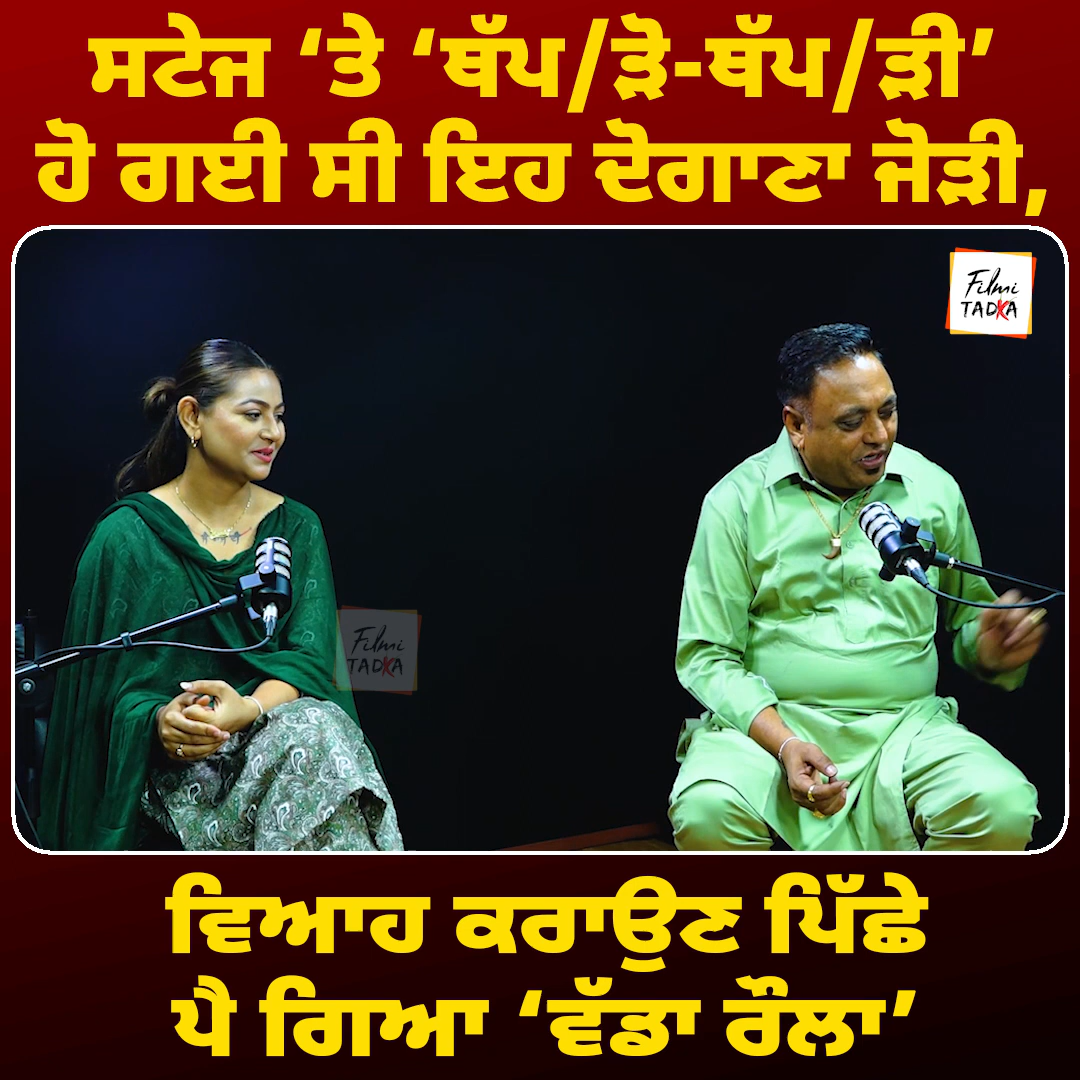 ਸਟੇਜ ‘ਤੇ ‘ਥੱਪ/ੜੋ-ਥੱਪ/ੜੀ’
ਹੋ ਗਈ ਸੀ ਇਹ ਦੋਗਾਣਾ ਜੋੜੀ,
Filmi
TADKA
Filmi
TADKA
ਵਿਆਹ ਕਰਾਉਣ ਪਿੱਛੇ
ਪੈ ਗਿਆ ‘ਵੱਡਾ ਰੌਲਾ’